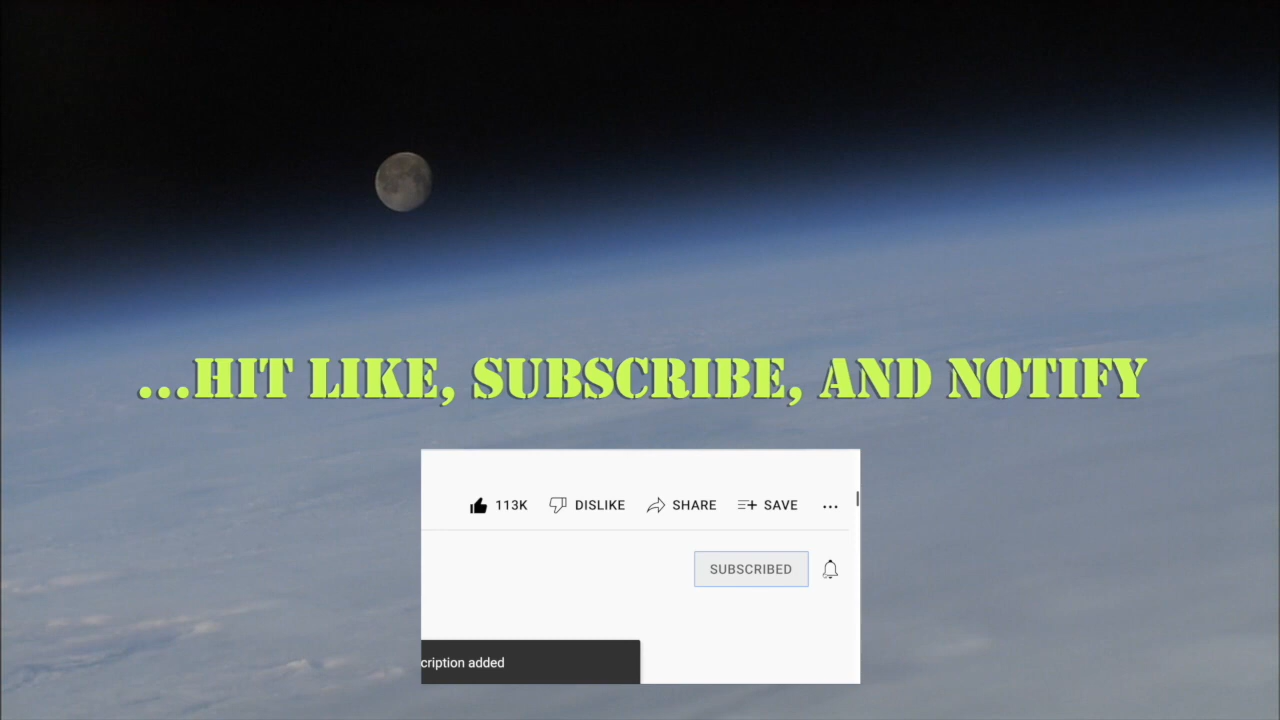 ...HIT LIKE, SUBSCRIBE, AND NOTIFY
113K DISLIKE SHARE SAVE ...
SUBSCRIBED
cription added